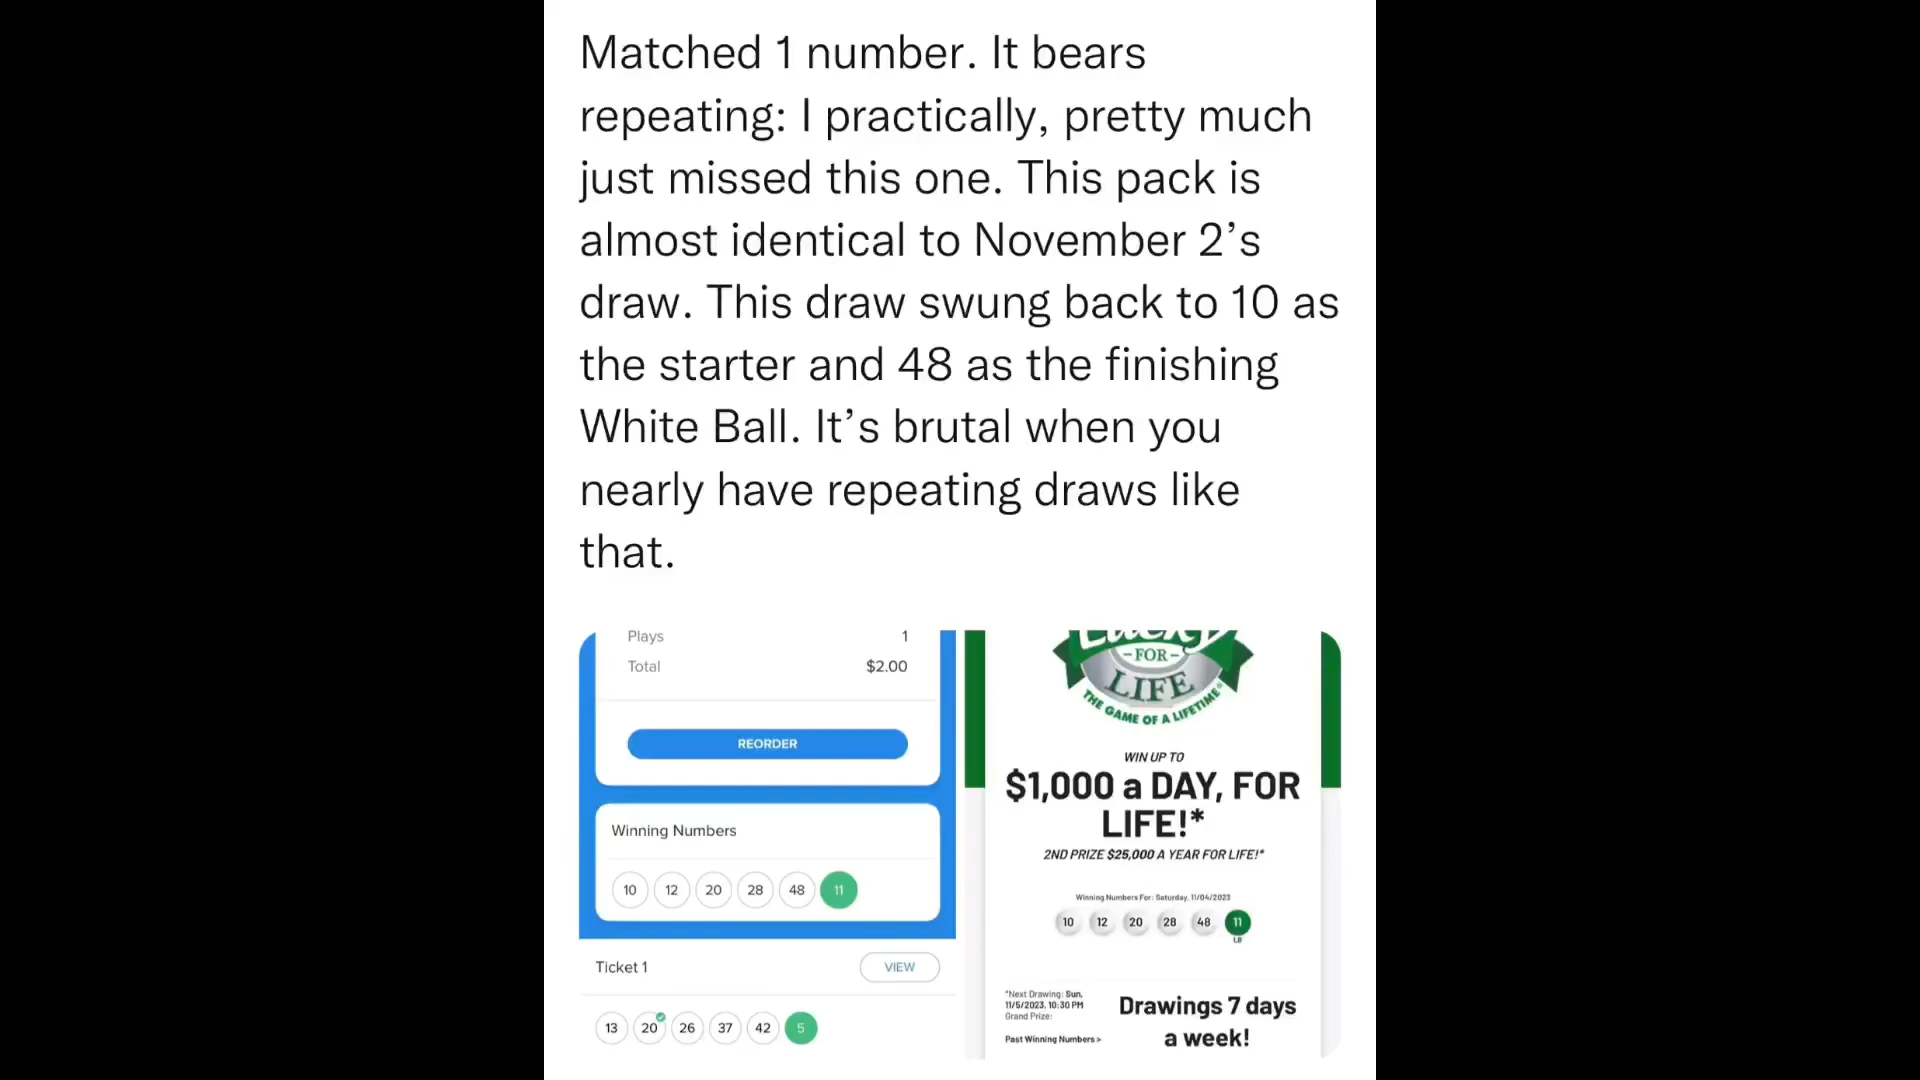 Matched 1 number. It bears
repeating: I practically, pretty much
just missed this one. This pack is
almost identical to November 2’s
draw. This draw swung back to 10 as
the starter and 48 as the finishing
White Ball. It’s brutal when you
nearly have repeating draws like
that.
Plays 1
Total $2.00
REORDER
Winning Numbers
10 12 20 28 48 11
Ticket 1 VIEW
13 20 26 37 42 5
Lucky
-FOR-
LIFE
THE GAME OF A LIFETIME
WIN UP TO
$1,000 a DAY, FOR
LIFE!*
2ND PRIZE $25,000 A YEAR FOR LIFE!*
Winning Numbers For: Saturday, 11/04/2023
10 12 20 28 48 11
LB
*Next Drawing: Sun,
11/5/2023, 10:30 PM
Grand Prize:
Past Winning Numbers >
Drawings 7 days
a week!